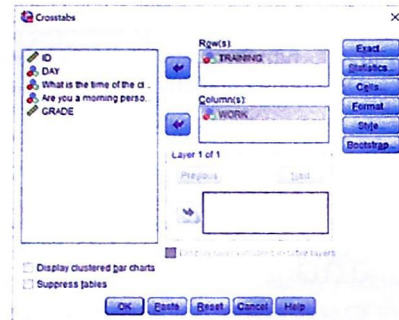 Crosstabs
ID
DAY
What is the time of the cl...
Are you a morning perso...
GRADE
Row(s):
TRAINING
Column(s):
WORK
Layer 1 of 1
Previous
Next
Display clustered bar charts
Suppress tables
Exact...
Statistics...
Cells...
Format
Style
Bootstrap...
OK
Paste
Reset
Cancel
Help